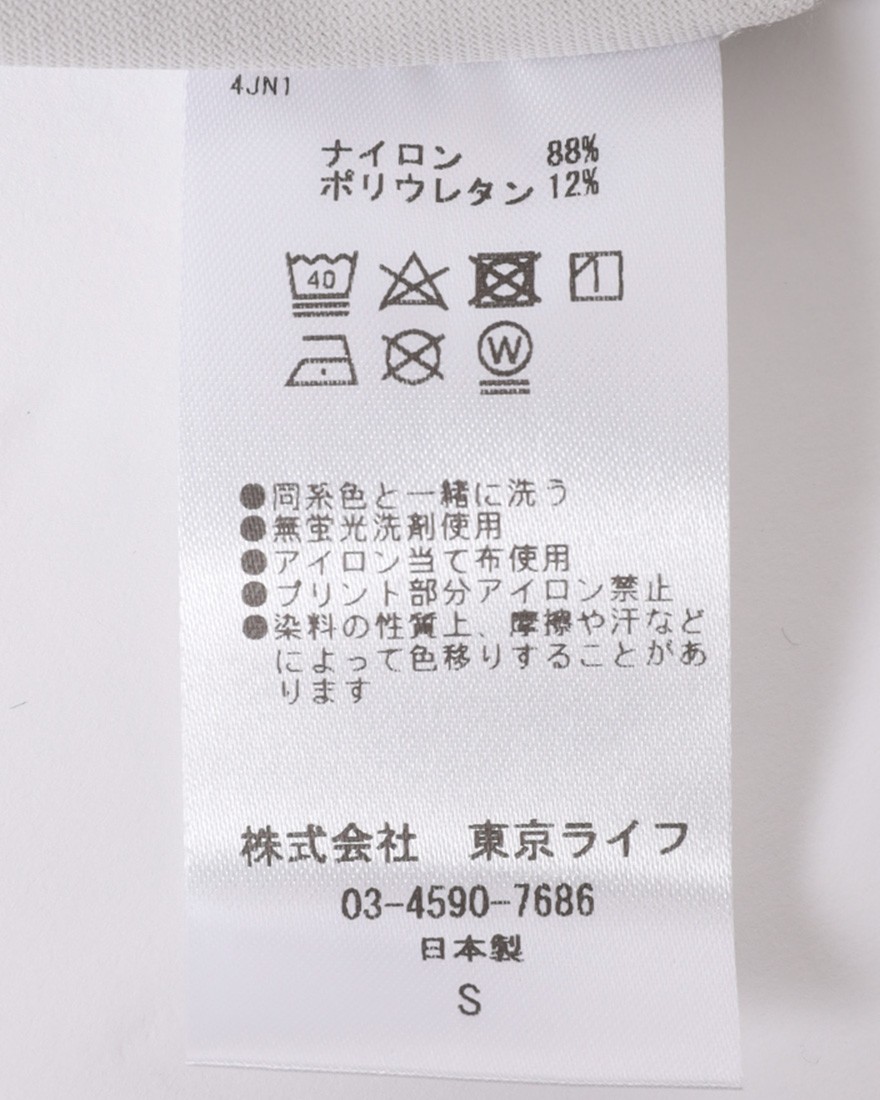 4JN1
ナイロン 88%
ポリウレタン 12%
40
W
●同系色と一緒に洗う
●無蛍光洗剤使用
●アイロン当て布使用
●プリント部分アイロン禁止
●染料の性質上、摩擦や汗など
によって色移りすることがあ
ります
株式会社 東京ライフ
03-4590-7686
日本製
S